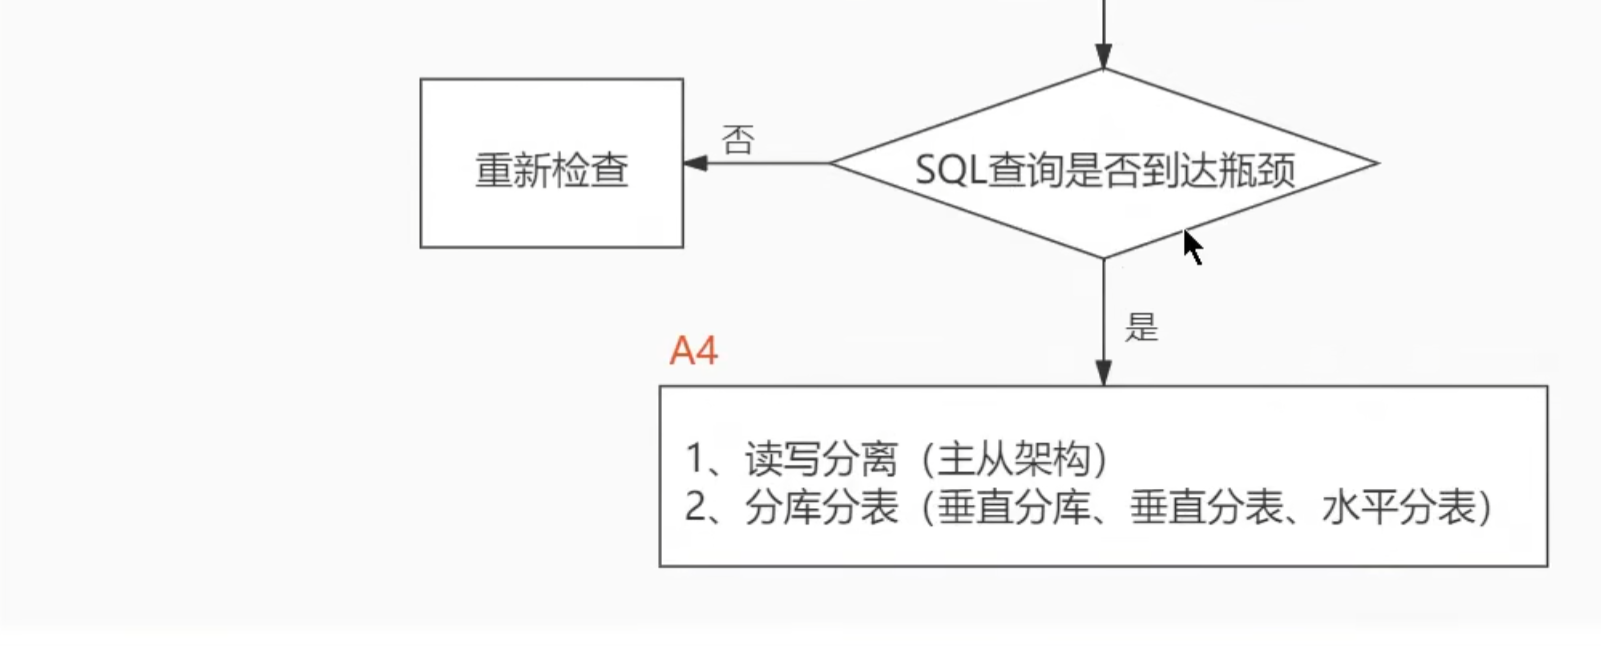 否
重新检查
SQL查询是否到达瓶颈
是
A4
1、读写分离（主从架构）
2、分库分表（垂直分库、垂直分表、水平分表）